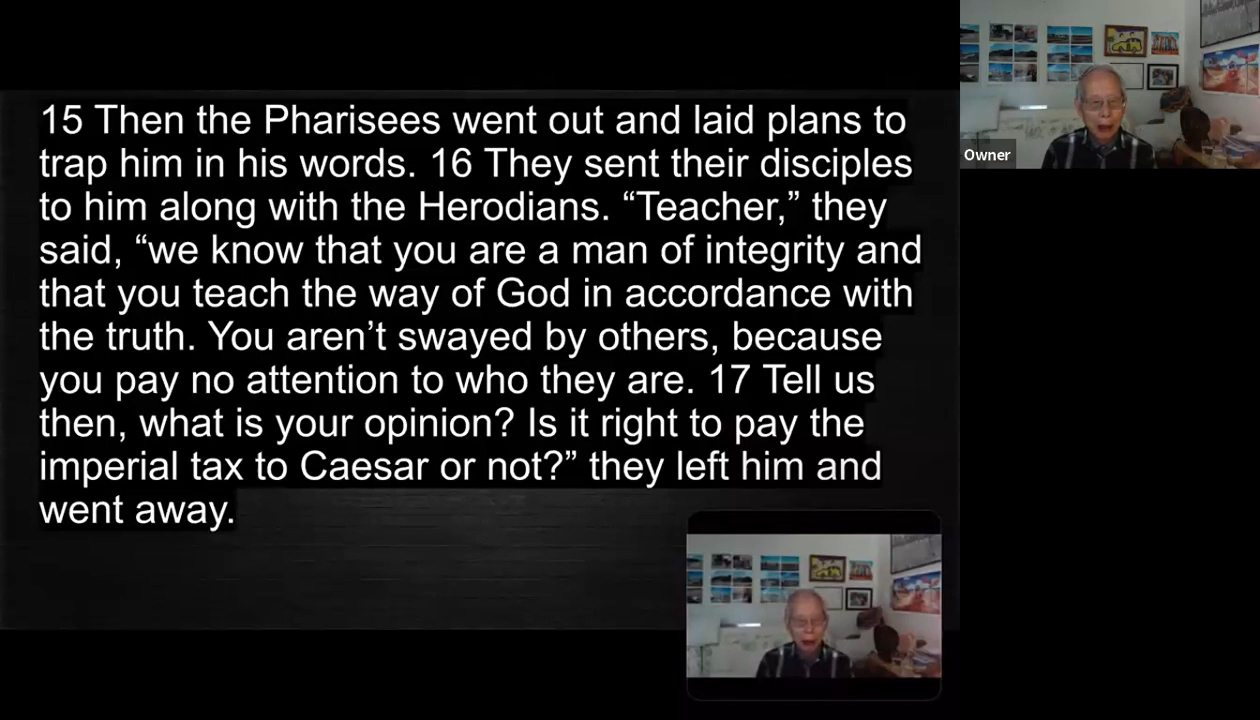 15 Then the Pharisees went out and laid plans to
trap him in his words. 16 They sent their disciples
to him along with the Herodians. “Teacher,” they
said, “we know that you are a man of integrity and
that you teach the way of God in accordance with
the truth. You aren’t swayed by others, because
you pay no attention to who they are. 17 Tell us
then, what is your opinion? Is it right to pay the
imperial tax to Caesar or not?” they left him and
went away.
Owner